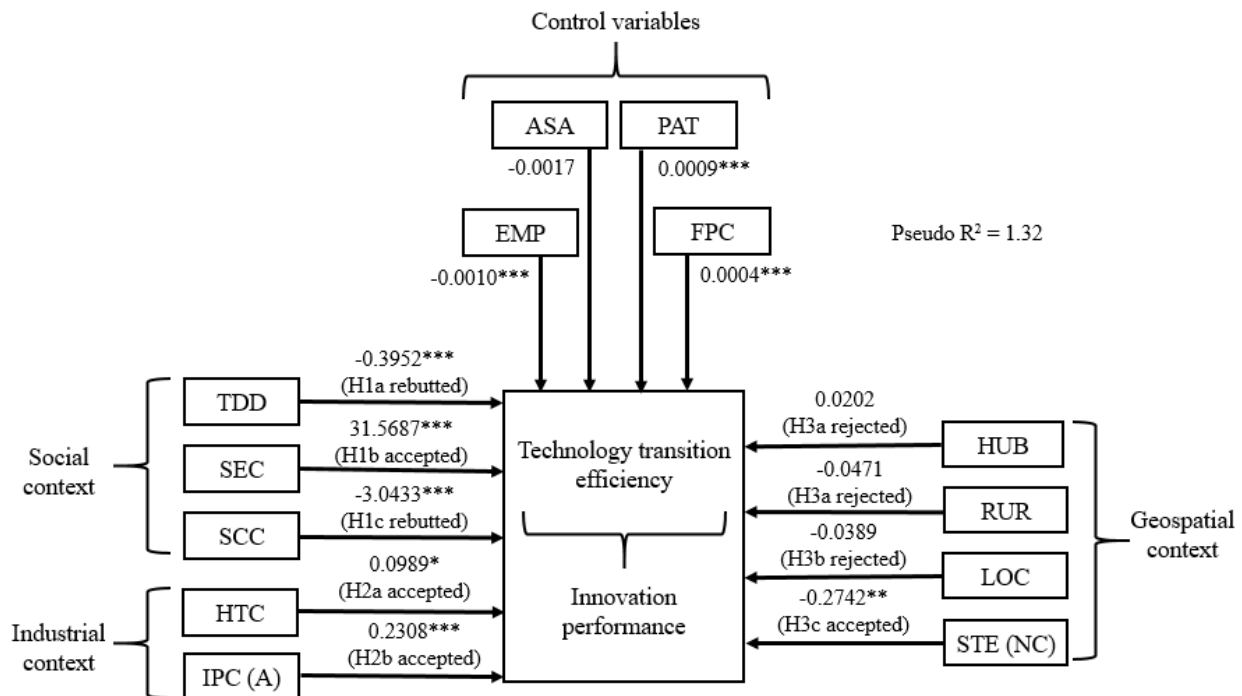 Control variables
ASA
PAT
-0.0017
0.0009***
EMP
FPC
Pseudo R² = 1.32
-0.0010***
0.0004***
Social
context
TDD
-0.3952***
(H1a rebutted)
SEC
31.5687***
(H1b accepted)
SCC
-3.0433***
(H1c rebutted)
Industrial
context
HTC
0.0989*
(H2a accepted)
IPC (A)
0.2308***
(H2b accepted)
Technology transition
efficiency
Innovation
performance
0.0202
(H3a rejected)
HUB
-0.0471
(H3a rejected)
RUR
-0.0389
(H3b rejected)
LOC
-0.2742**
(H3c accepted)
STE (NC)
Geospatial
context